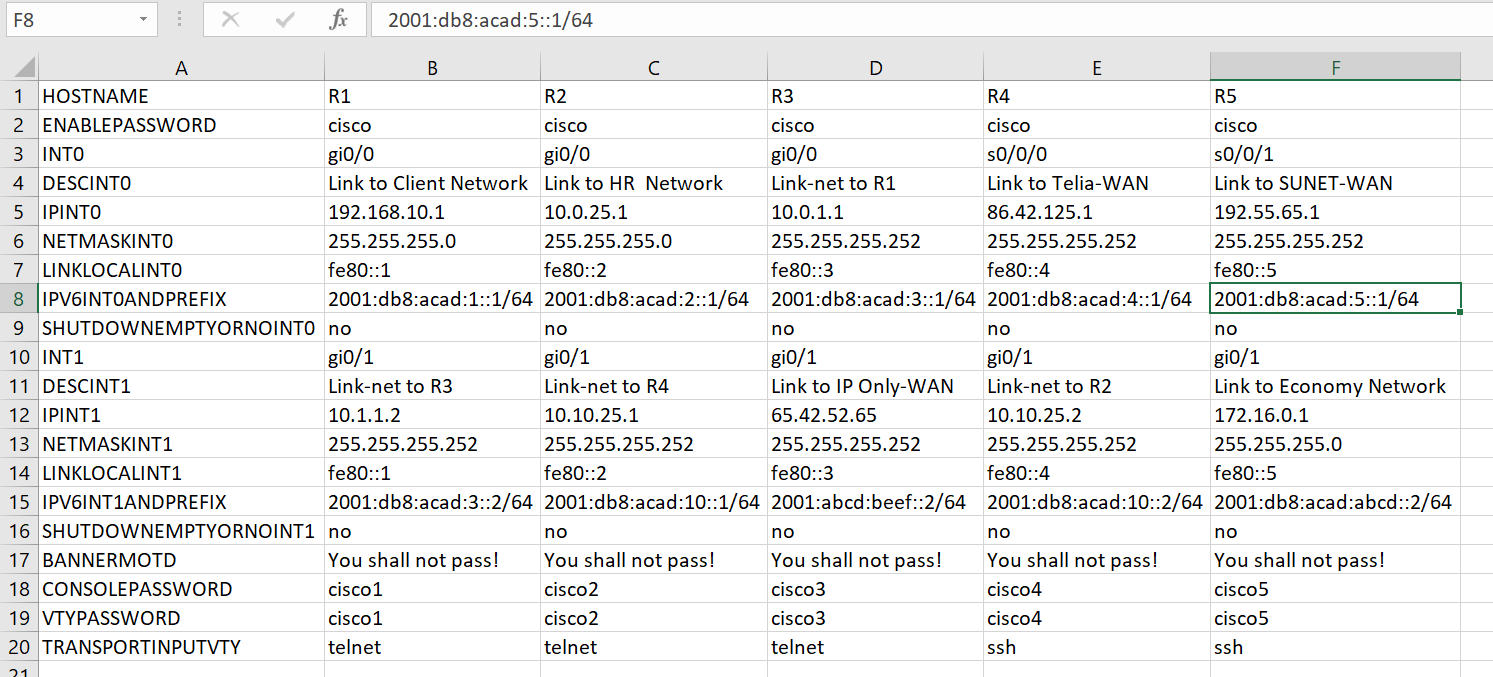 F8 fx 2001:db8:acad:5::1/64
A B C D E F
1 HOSTNAME R1 R2 R3 R4 R5
2 ENABLEPASSWORD cisco cisco cisco cisco cisco
3 INT0 gi0/0 gi0/0 gi0/0 s0/0/0 s0/0/1
4 DESCINT0 Link to Client Network Link to HR  Network Link-net to R1 Link to Telia-WAN Link to SUNET-WAN
5 IPINT0 192.168.10.1 10.0.25.1 10.0.1.1 86.42.125.1 192.55.65.1
6 NETMASKINT0 255.255.255.0 255.255.255.0 255.255.255.252 255.255.255.252 255.255.255.252
7 LINKLOCALINT0 fe80::1 fe80::2 fe80::3 fe80::4 fe80::5
8 IPV6INT0ANDPREFIX 2001:db8:acad:1::1/64 2001:db8:acad:2::1/64 2001:db8:acad:3::1/64 2001:db8:acad:4::1/64 2001:db8:acad:5::1/64
9 SHUTDOWNEMPTYORNOINT0 no no no no no
10 INT1 gi0/1 gi0/1 gi0/1 gi0/1 gi0/1
11 DESCINT1 Link-net to R3 Link-net to R4 Link to IP Only-WAN Link-net to R2 Link to Economy Network
12 IPINT1 10.1.1.2 10.10.25.1 65.42.52.65 10.10.25.2 172.16.0.1
13 NETMASKINT1 255.255.255.252 255.255.255.252 255.255.255.252 255.255.255.252 255.255.255.0
14 LINKLOCALINT1 fe80::1 fe80::2 fe80::3 fe80::4 fe80::5
15 IPV6INT1ANDPREFIX 2001:db8:acad:3::2/64 2001:db8:acad:10::1/64 2001:abcd:beef::2/64 2001:db8:acad:10::2/64 2001:db8:acad:abcd::2/64
16 SHUTDOWNEMPTYORNOINT1 no no no no no
17 BANNERMOTD You shall not pass! You shall not pass! You shall not pass! You shall not pass! You shall not pass!
18 CONSOLEPASSWORD cisco1 cisco2 cisco3 cisco4 cisco5
19 VTYPASSWORD cisco1 cisco2 cisco3 cisco4 cisco5
20 TRANSPORTINPUTVTY telnet telnet telnet ssh ssh
21